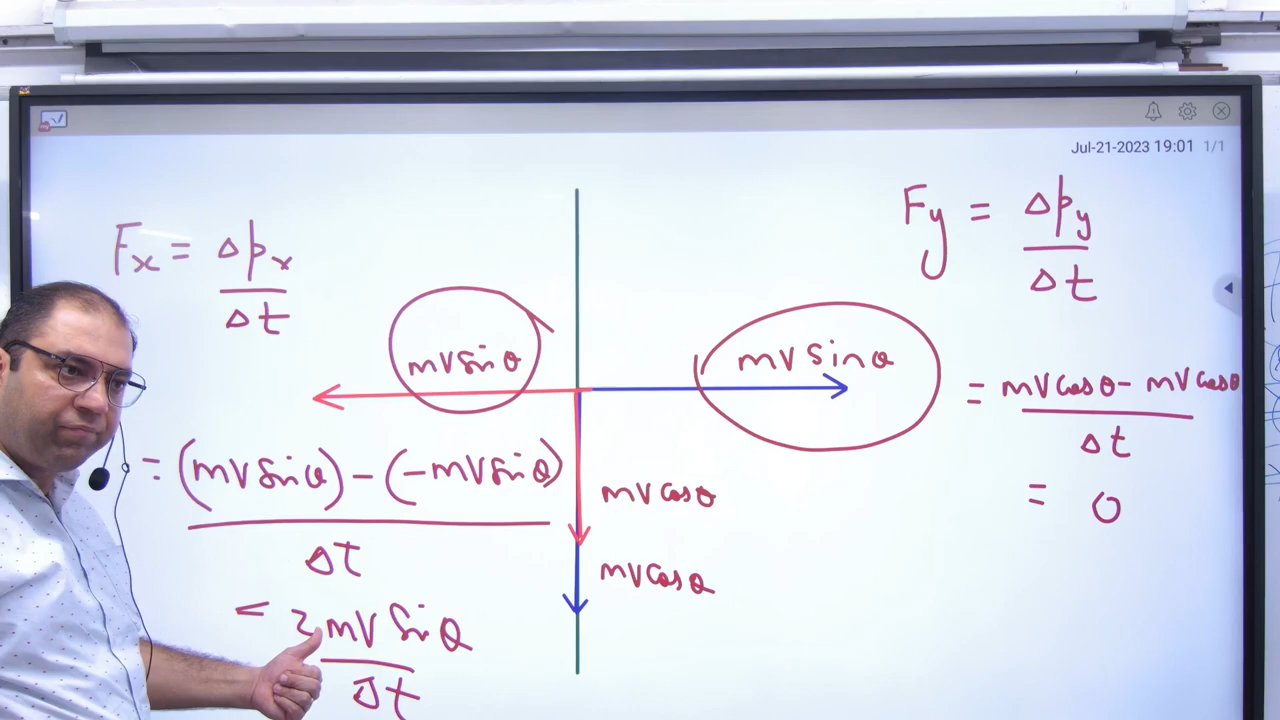 Jul-21-2023 19:01 1/1
Fx = Δpx
Δt
= (mvsinθ) - (-mvsinθ)
Δt
= 2mvsinθ
Δt
mvsinθ
mvsinθ
mvcosθ
mvcosθ
Fy = Δpy
Δt
= mvcosθ - mvcosθ
Δt
= 0